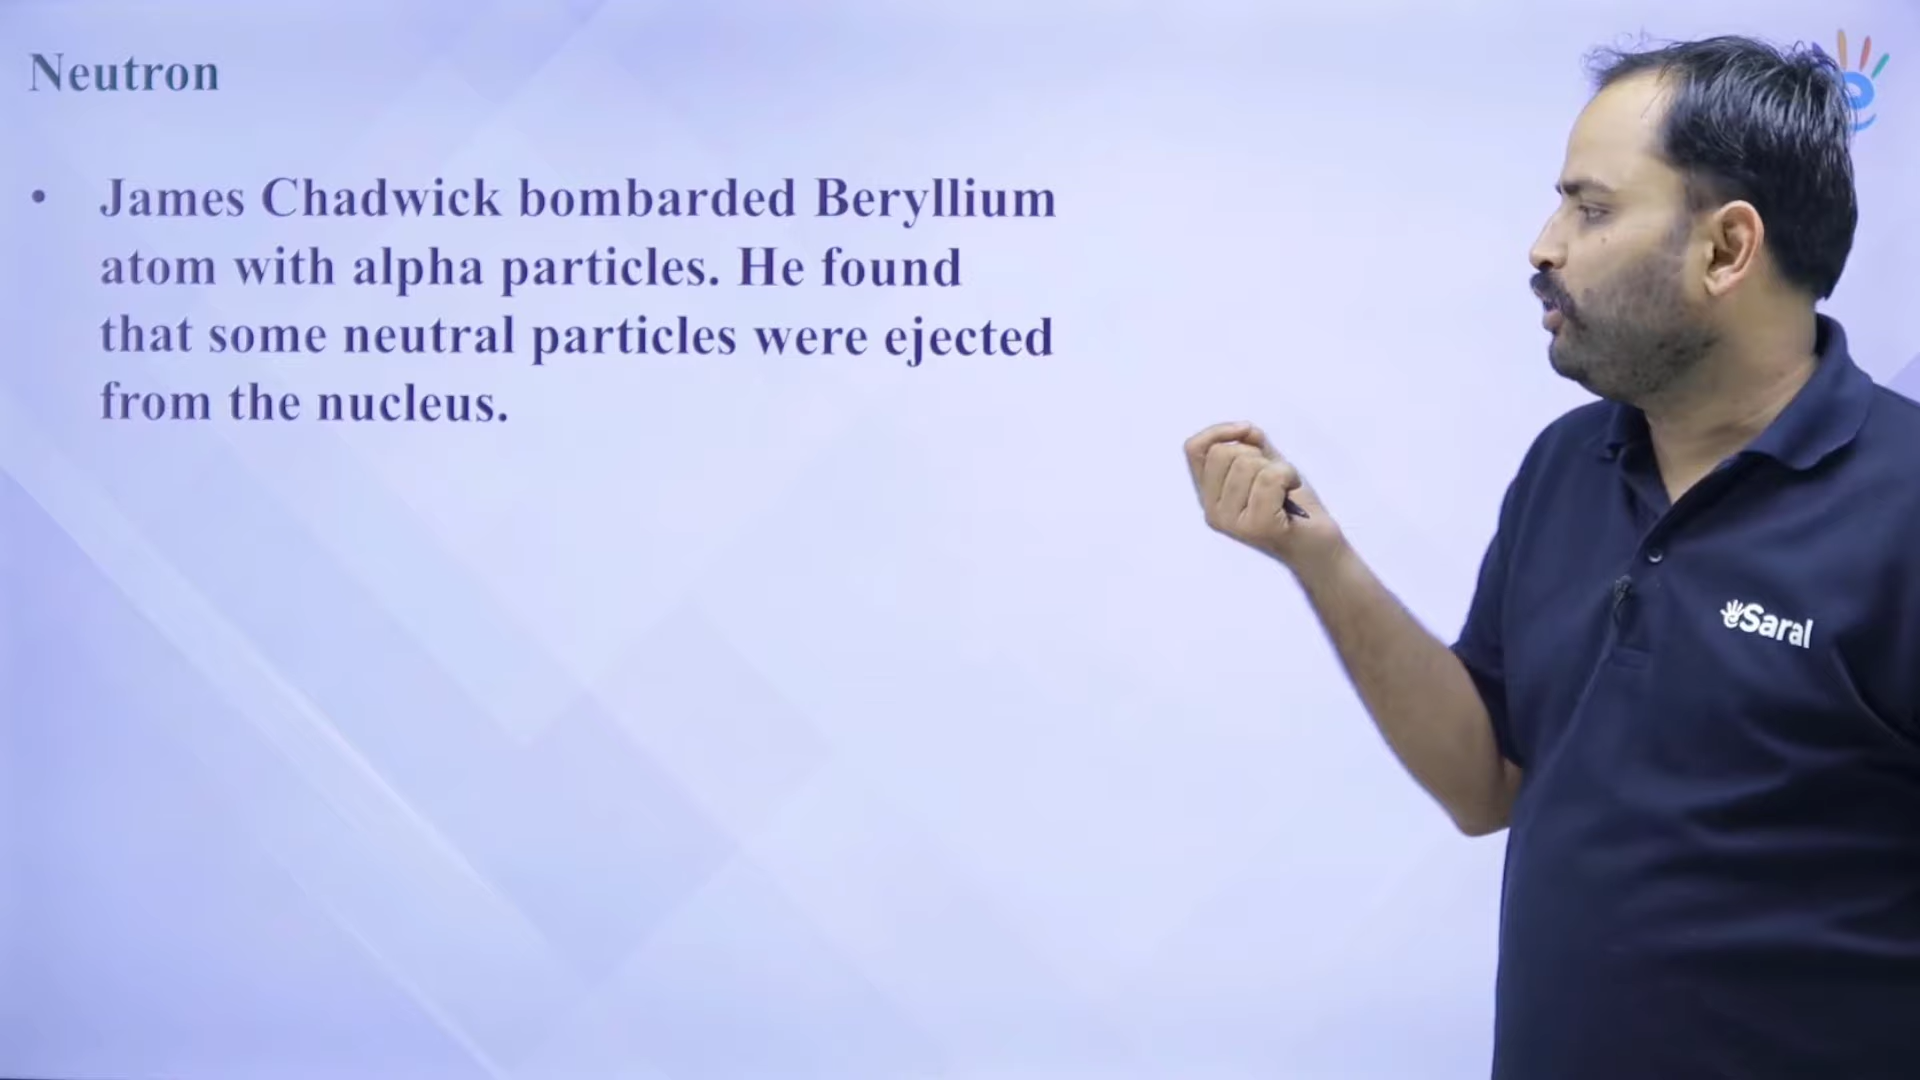 Neutron
• James Chadwick bombarded Beryllium
atom with alpha particles. He found
that some neutral particles were ejected
from the nucleus.
eSaral